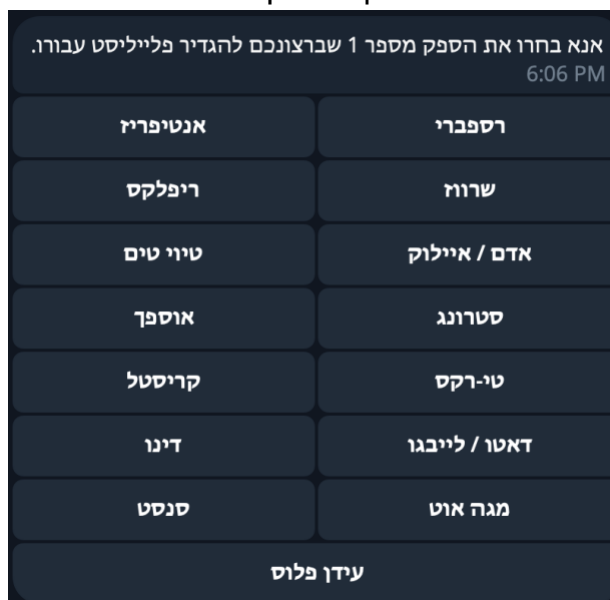 אנא בחרו את הספק מספר 1 שברצונכם להגדיר פלייליסט עבורו.
6:06 PM
רספברי
אנטיפריז
שרווז
ריפלקס
אדם / איילוק
טיוי טים
סטרונג
אוספך
טי-רקס
קריסטל
דאטו / לייבגו
דינו
מגה אוט
סנסט
עידן פלוס